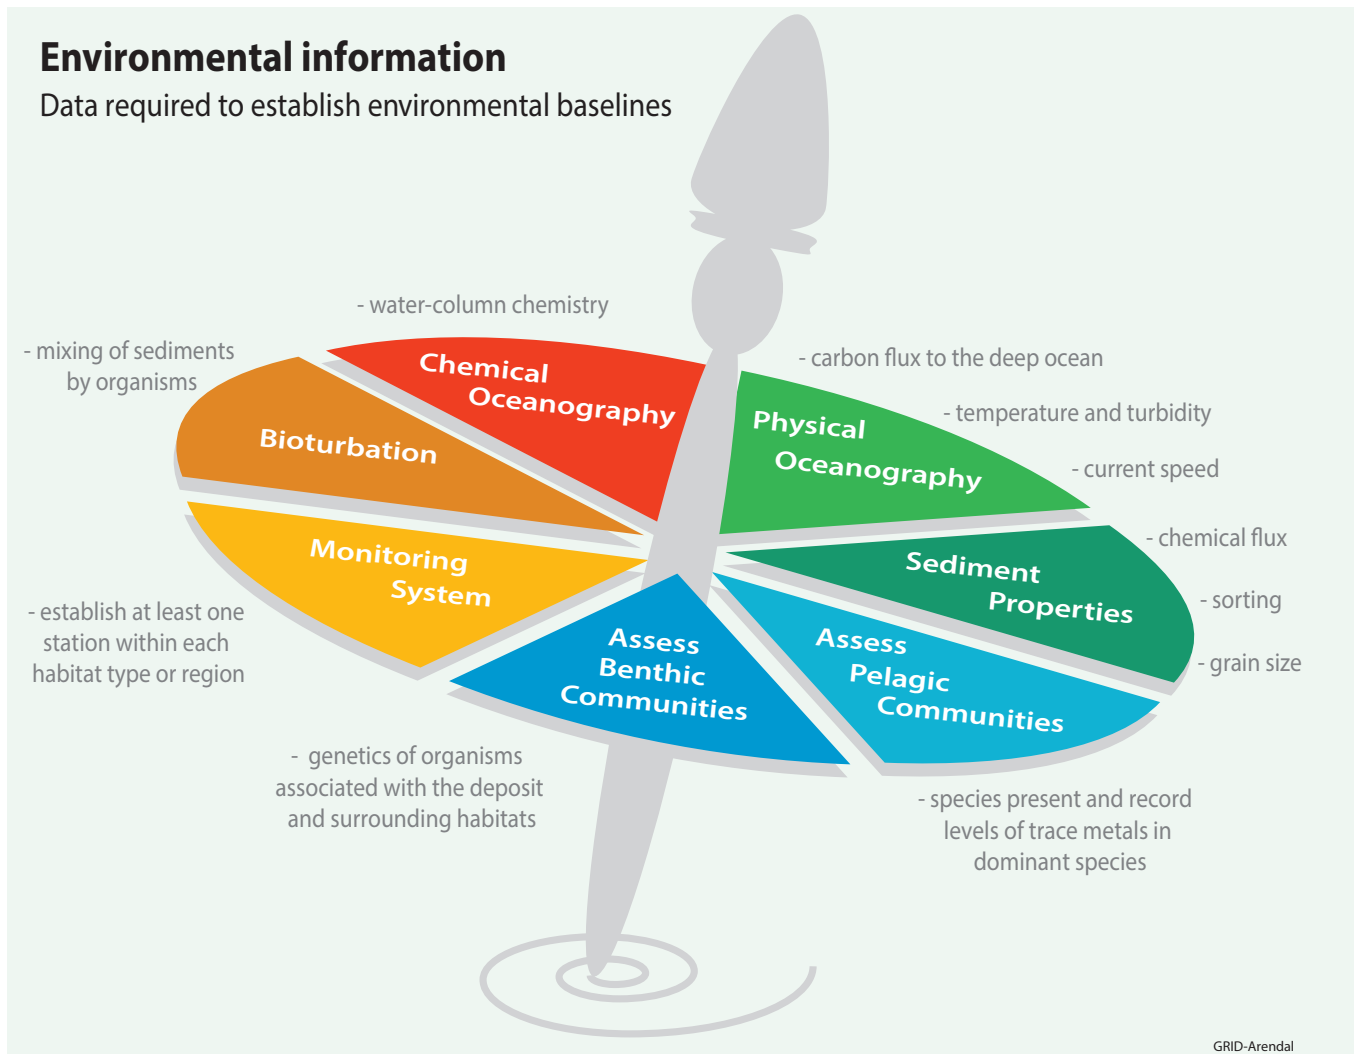 Environmental information
Data required to establish environmental baselines
- water-column chemistry
- mixing of sediments
by organisms
Chemical
Oceanography
Bioturbation
- carbon flux to the deep ocean
- temperature and turbidity
- current speed
Physical
Oceanography
- chemical flux
- sorting
- grain size
Sediment
Properties
Monitoring
System
- establish at least one
station within each
habitat type or region
Assess
Benthic
Communities
- genetics of organisms
associated with the deposit
and surrounding habitats
Assess
Pelagic
Communities
- species present and record
levels of trace metals in
dominant species
GRID-Arendal